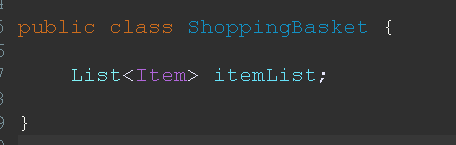 public class ShoppingBasket {
List<Item> itemList;
}